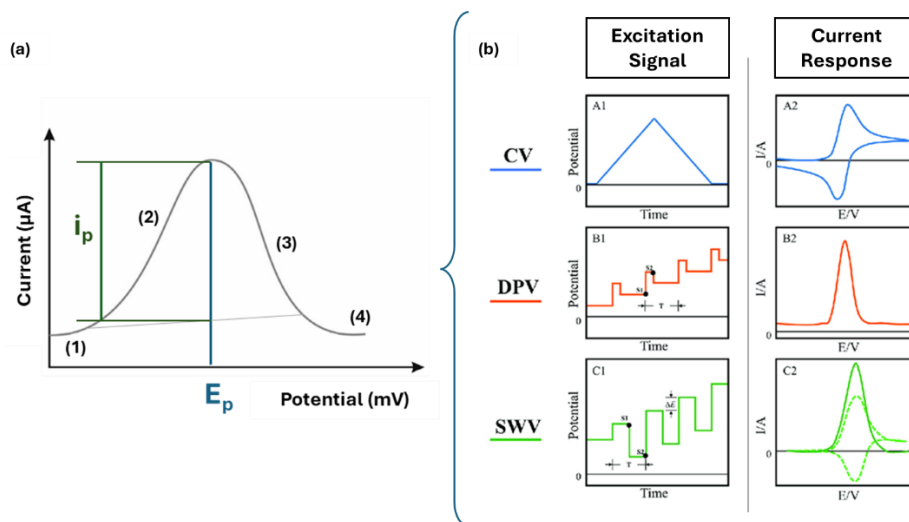 (a)
Current (µA)
ip
(1)
(2)
(3)
(4)
Ep
Potential (mV)
(b)
Excitation
Signal
Current
Response
CV
A1
Potential
0
Time
A2
I/A
0
E/V
DPV
B1
Potential
0
S1
S2
T
Time
B2
I/A
0
E/V
SWV
C1
Potential
0
S1
S2
T
ΔE
Time
C2
I/A
0
E/V